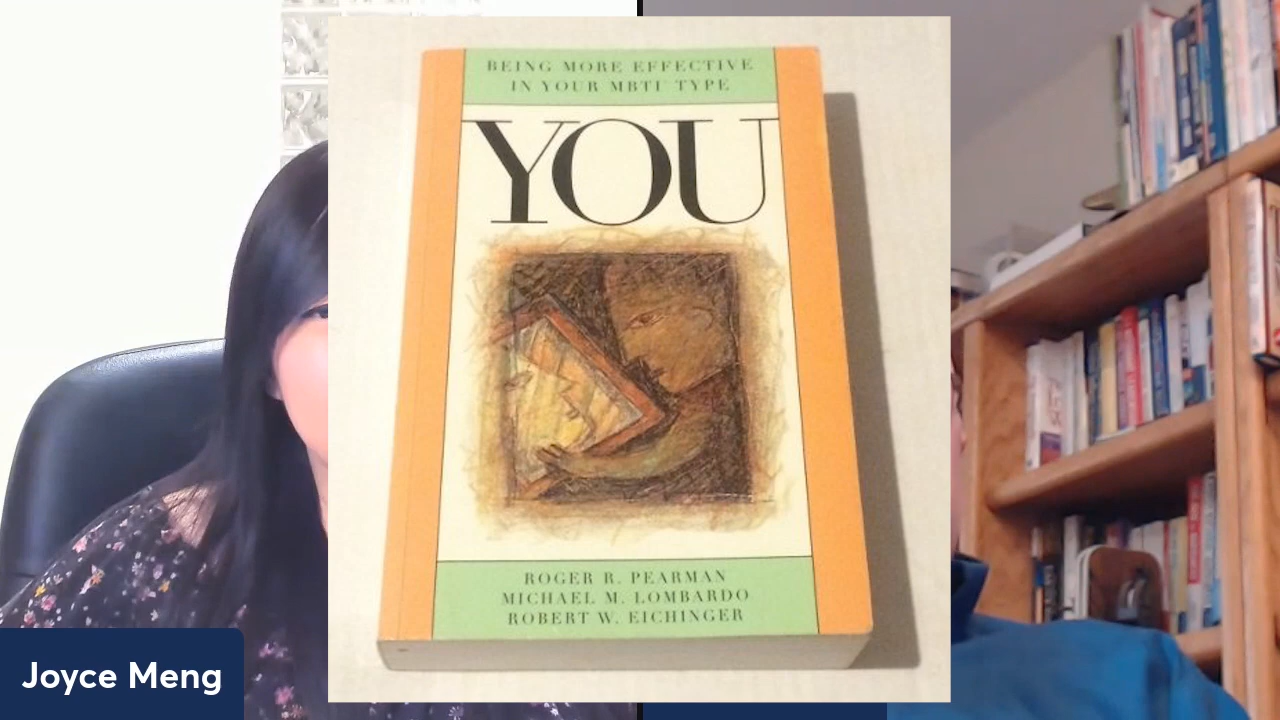 BEING MORE EFFECTIVE
IN YOUR MBTI TYPE
YOU
ROGER R. PEARMAN
MICHAEL M. LOMBARDO
ROBERT W. EICHINGER
Joyce Meng